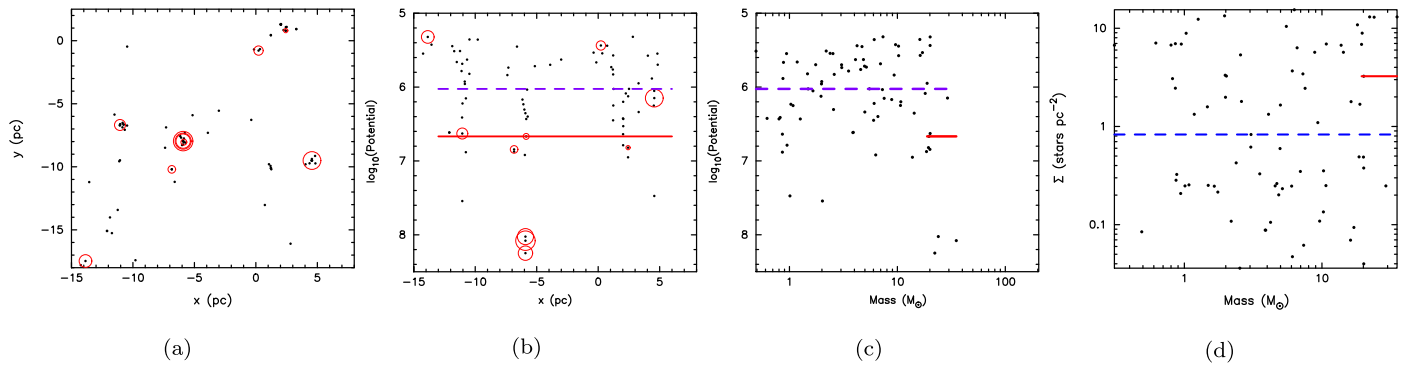 0
−5
−10
−15
y (pc)
−15
−10
−5
0
5
x (pc)
(a)
5
6
7
8
log₁₀(Potential)
−15
−10
−5
0
5
x (pc)
(b)
5
6
7
8
log₁₀(Potential)
1
10
100
Mass (M⊙)
(c)
10
1
0.1
Σ (stars pc⁻²)
1
10
Mass (M⊙)
(d)